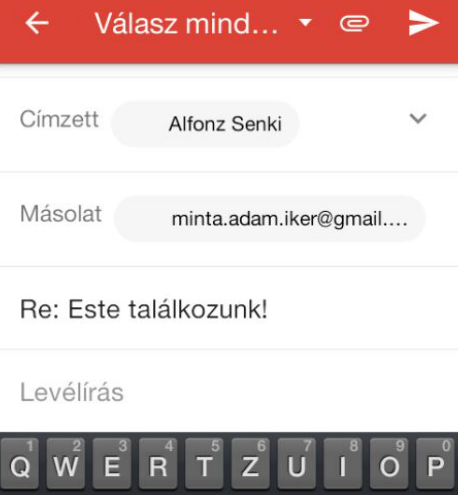 Válasz mind...
Címzett Alfonz Senki
Másolat minta.adam.iker@gmail....
Re: Este találkozunk!
Levélírás
1 2 3 4 5 6 7 8 9 0
Q W E R T Z U I O P